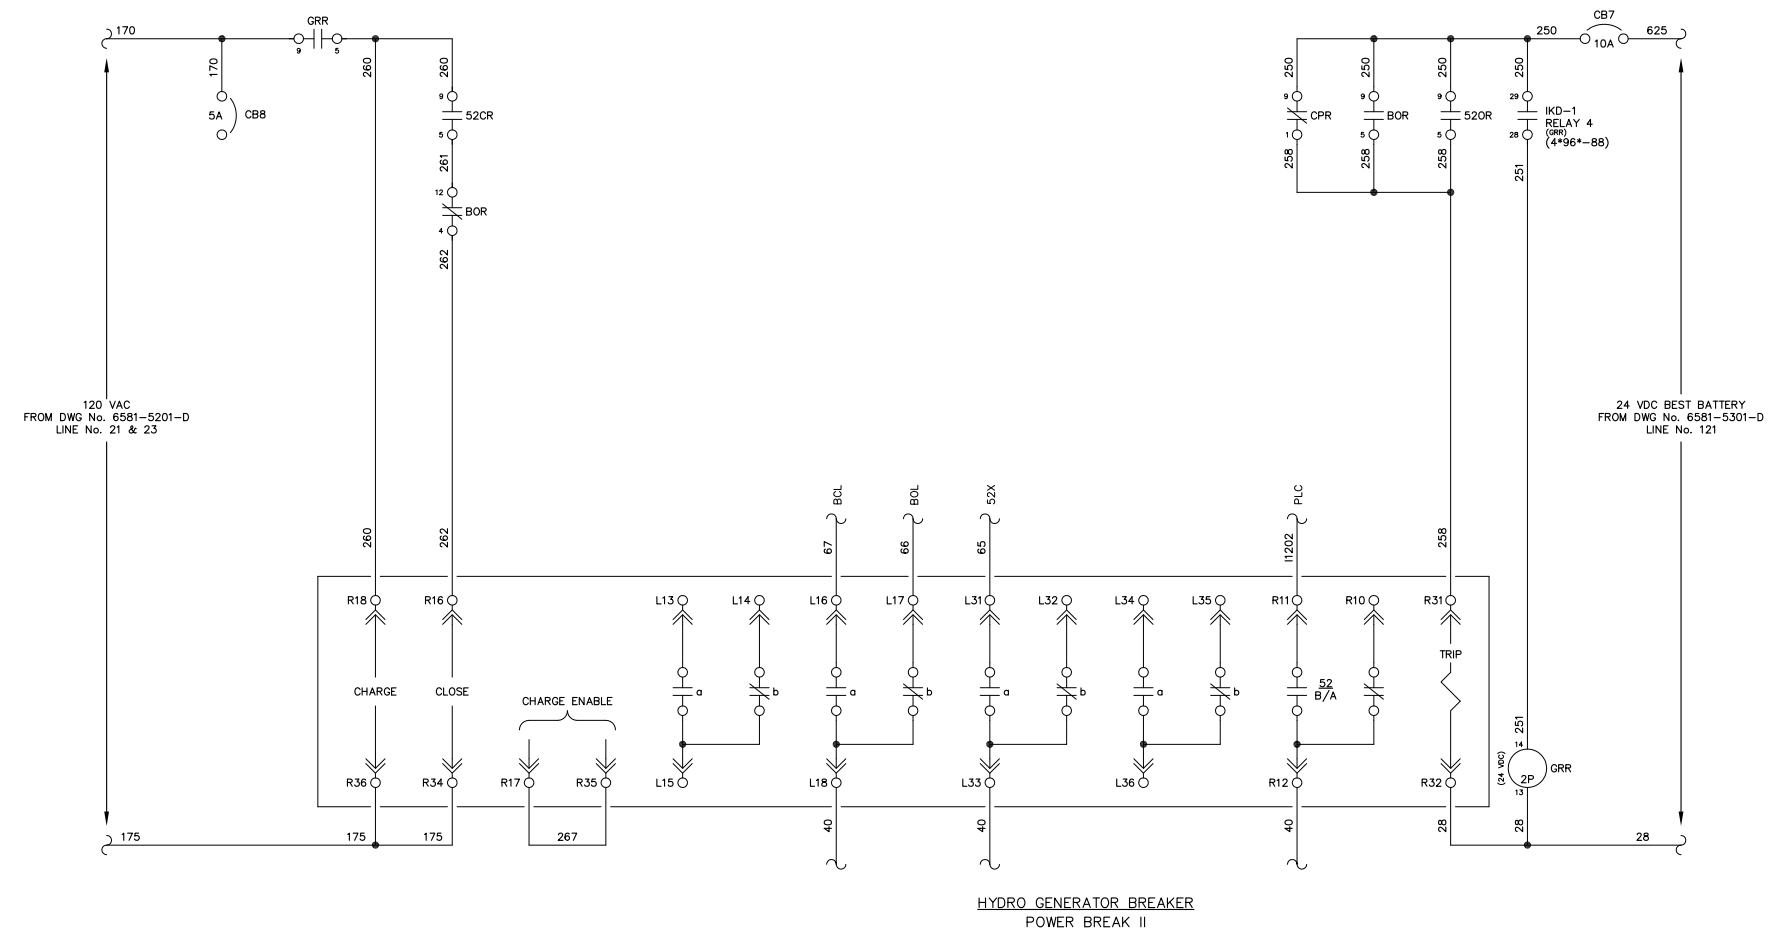 GRR
CB7
170
250
625
9
5
10A
170
260
260
250
250
250
250
9
9
9
9
29
5A
CB8
52CR
CPR
BOR
52OR
IKD-1
RELAY 4
(GRR)
(4*96*-88)
5
1
5
5
28
261
258
258
258
251
12
BOR
4
262
120 VAC
FROM DWG No. 6581-5201-D
LINE No. 21 & 23
24 VDC BEST BATTERY
FROM DWG No. 6581-5301-D
LINE No. 121
BCL
BOL
52X
PLC
260
262
67
66
65
I1202
258
R18
R16
L13
L14
L16
L17
L31
L32
L34
L35
R11
R10
R31
TRIP
CHARGE
CLOSE
CHARGE ENABLE
a
b
a
b
a
b
a
b
52
B/A
251
14
(24 VDC)
2P
GRR
13
R36
R34
R17
R35
L15
L18
L33
L36
R12
R32
175
175
175
267
40
40
40
28
28
28
HYDRO GENERATOR BREAKER
POWER BREAK II